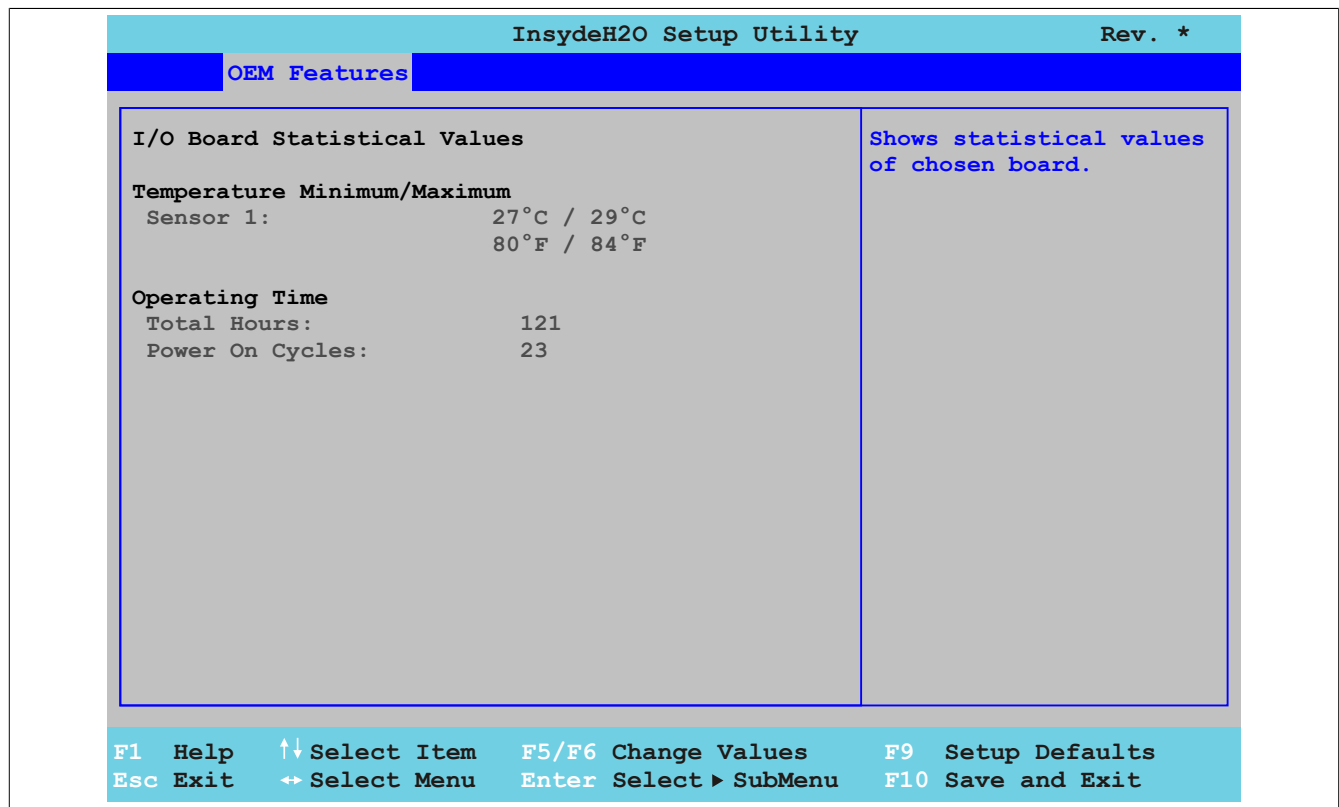 InsydeH2O Setup Utility Rev. *
OEM Features
I/O Board Statistical Values
Shows statistical values
of chosen board.
Temperature Minimum/Maximum
Sensor 1: 27°C / 29°C
80°F / 84°F
Operating Time
Total Hours: 121
Power On Cycles: 23
F1 Help ↑↓ Select Item F5/F6 Change Values F9 Setup Defaults
Esc Exit ↔ Select Menu Enter Select ▶ SubMenu F10 Save and Exit